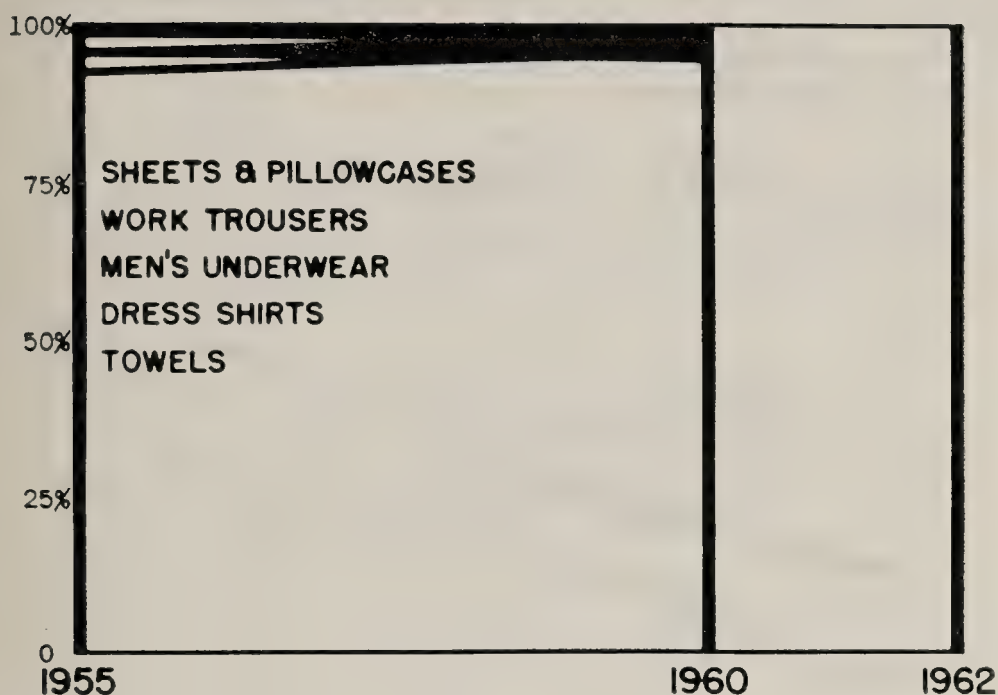 100%
75%
50%
25%
0
SHEETS & PILLOWCASES
WORK TROUSERS
MEN'S UNDERWEAR
DRESS SHIRTS
TOWELS
1955 1960 1962